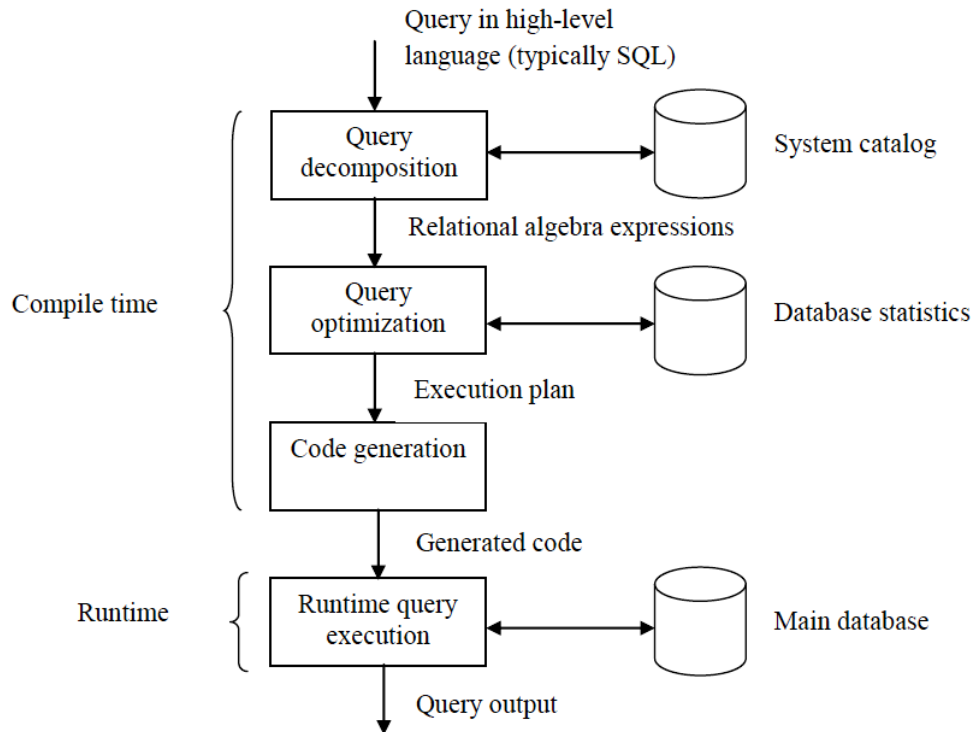 Query in high-level
language (typically SQL)
Query
decomposition
System catalog
Relational algebra expressions
Compile time
Query
optimization
Database statistics
Execution plan
Code generation
Generated code
Runtime
Runtime query
execution
Main database
Query output